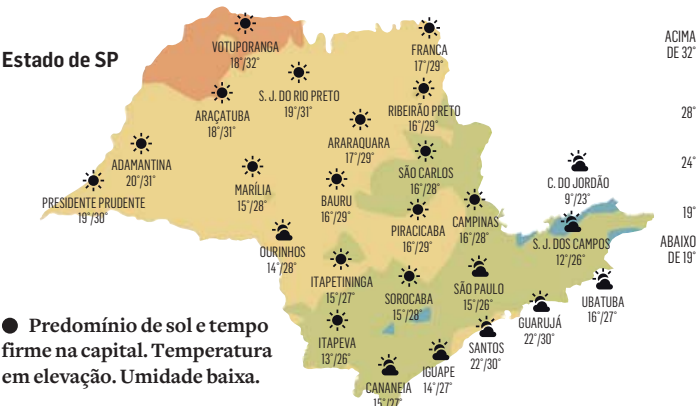 Estado de SP
VOTUPORANGA
18°/32°
FRANCA
17°/29°
S. J. DO RIO PRETO
19°/31°
ARAÇATUBA
18°/31°
RIBEIRÃO PRETO
16°/29°
ARARAQUARA
17°/29°
ADAMANTINA
20°/31°
SÃO CARLOS
16°/28°
PRESIDENTE PRUDENTE
19°/30°
MARÍLIA
15°/28°
BAURU
16°/29°
C. DO JORDÃO
9°/23°
PIRACICABA
16°/29°
CAMPINAS
16°/28°
OURINHOS
14°/28°
S. J. DOS CAMPOS
12°/26°
ITAPETININGA
15°/27°
SOROCABA
15°/28°
SÃO PAULO
15°/26°
UBATUBA
16°/27°
GUARUJÁ
22°/30°
ITAPEVA
13°/26°
SANTOS
22°/30°
IGUAPE
14°/27°
CANANEIA
15°/27°
ACIMA
DE 32°
28°
24°
19°
ABAIXO
DE 19°
● Predomínio de sol e tempo
firme na capital. Temperatura
em elevação. Umidade baixa.